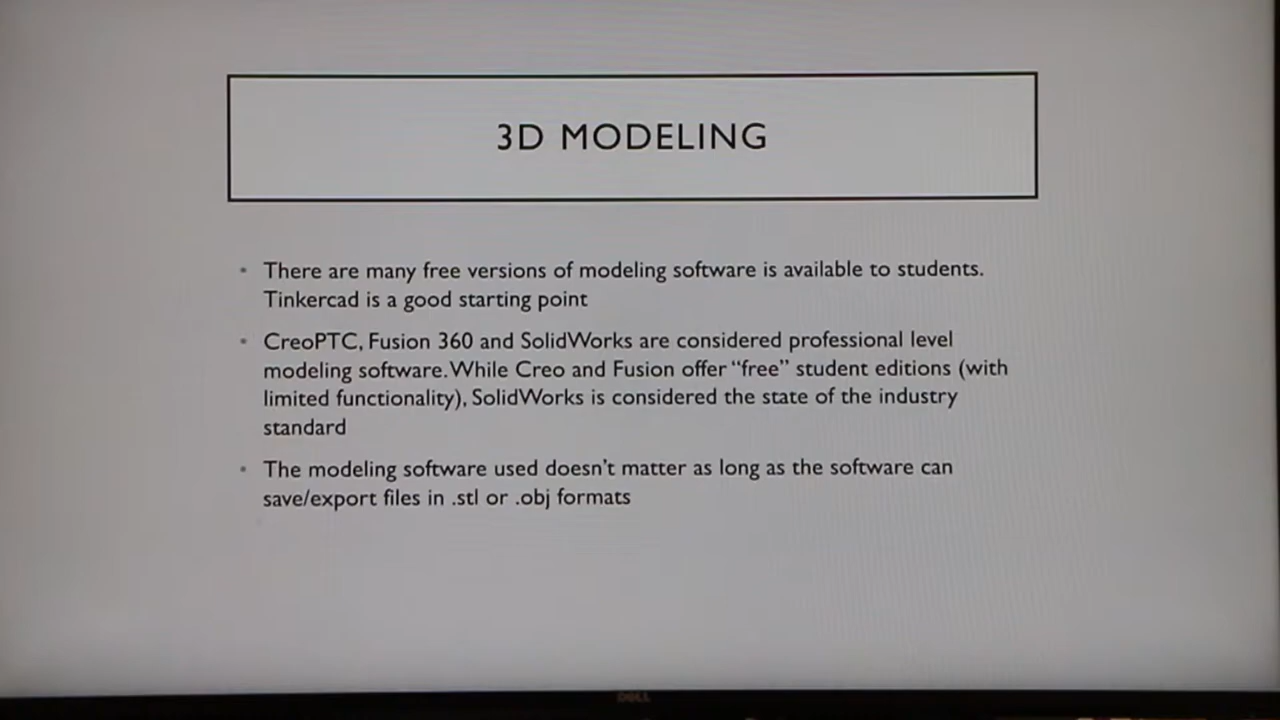 3D MODELING
• There are many free versions of modeling software is available to students.
Tinkercad is a good starting point
• CreoPTC, Fusion 360 and SolidWorks are considered professional level
modeling software. While Creo and Fusion offer “free” student editions (with
limited functionality), SolidWorks is considered the state of the industry
standard
• The modeling software used doesn’t matter as long as the software can
save/export files in .stl or .obj formats
DELL